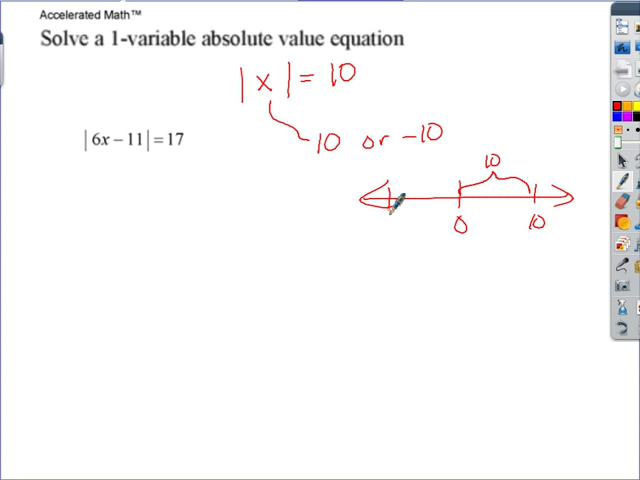 Accelerated Math™
Solve a 1-variable absolute value equation
|x| = 10
10 or -10
|6x − 11| = 17
10
0 10